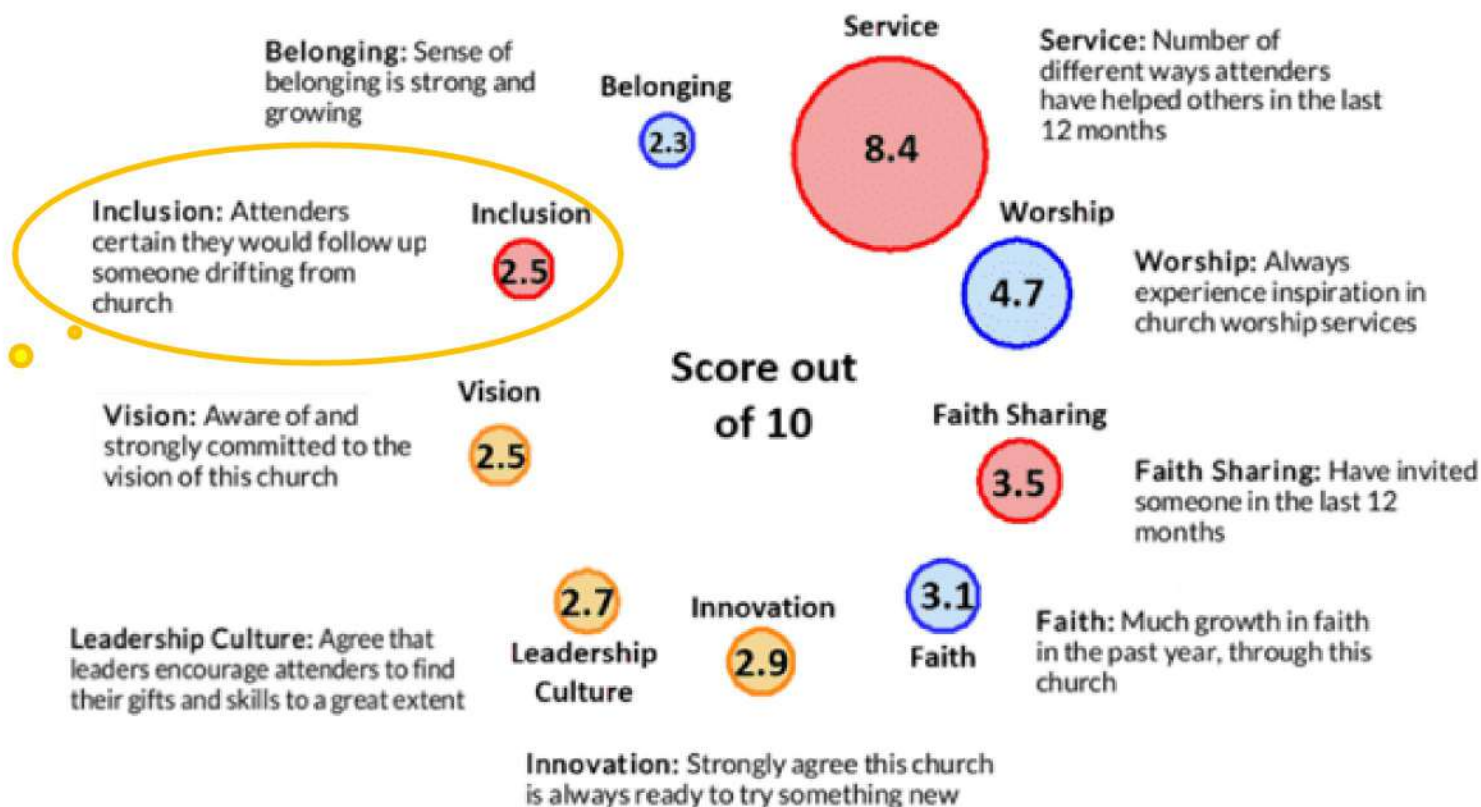 Service
8.4
Service: Number of
different ways attenders
have helped others in the last
12 months
Worship
4.7
Worship: Always
experience inspiration in
church worship services
Faith Sharing
3.5
Faith Sharing: Have invited
someone in the last 12
months
3.1
Faith
Faith: Much growth in faith
in the past year, through this
church
Innovation
2.9
Innovation: Strongly agree this church
is always ready to try something new
2.7
Leadership
Culture
Leadership Culture: Agree that
leaders encourage attenders to find
their gifts and skills to a great extent
Vision
2.5
Vision: Aware of and
strongly committed to the
vision of this church
Inclusion
2.5
Inclusion: Attenders
certain they would follow up
someone drifting from
church
Belonging
2.3
Belonging: Sense of
belonging is strong and
growing
Score out
of 10